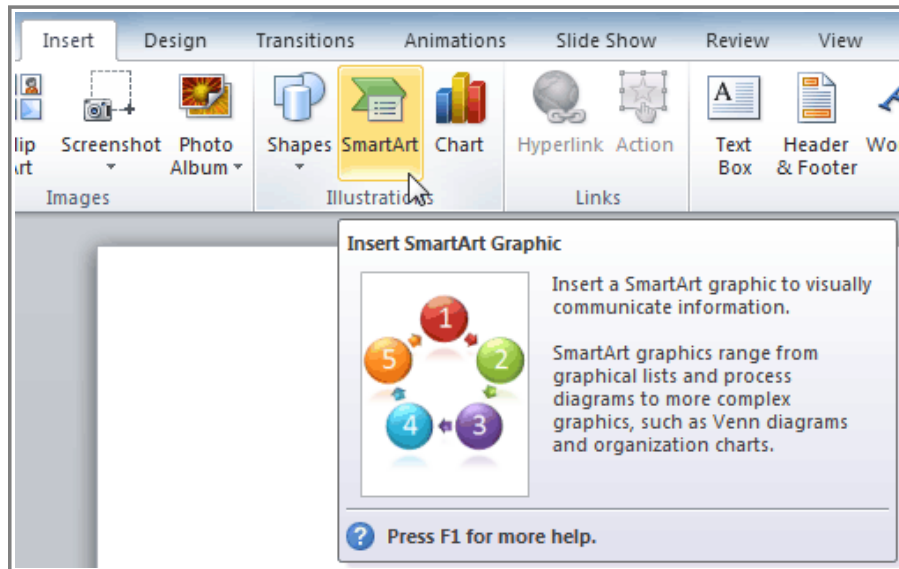 Insert Design Transitions Animations Slide Show Review View
lip Screenshot Photo Shapes SmartArt Chart Hyperlink Action Text Header Wo
rt Album Box & Footer
Images Illustrations Links
A
Insert SmartArt Graphic
Insert a SmartArt graphic to visually
communicate information.
SmartArt graphics range from
graphical lists and process
diagrams to more complex
graphics, such as Venn diagrams
and organization charts.
1
5 2
4 3
? Press F1 for more help.